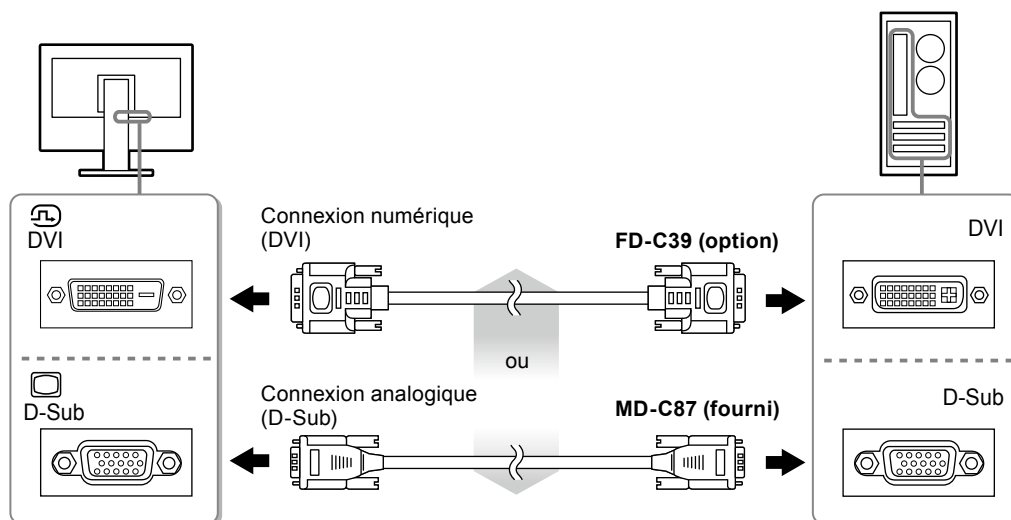 DVI
Connexion numérique
(DVI)
FD-C39 (option)
DVI
ou
D-Sub
Connexion analogique
(D-Sub)
MD-C87 (fourni)
D-Sub